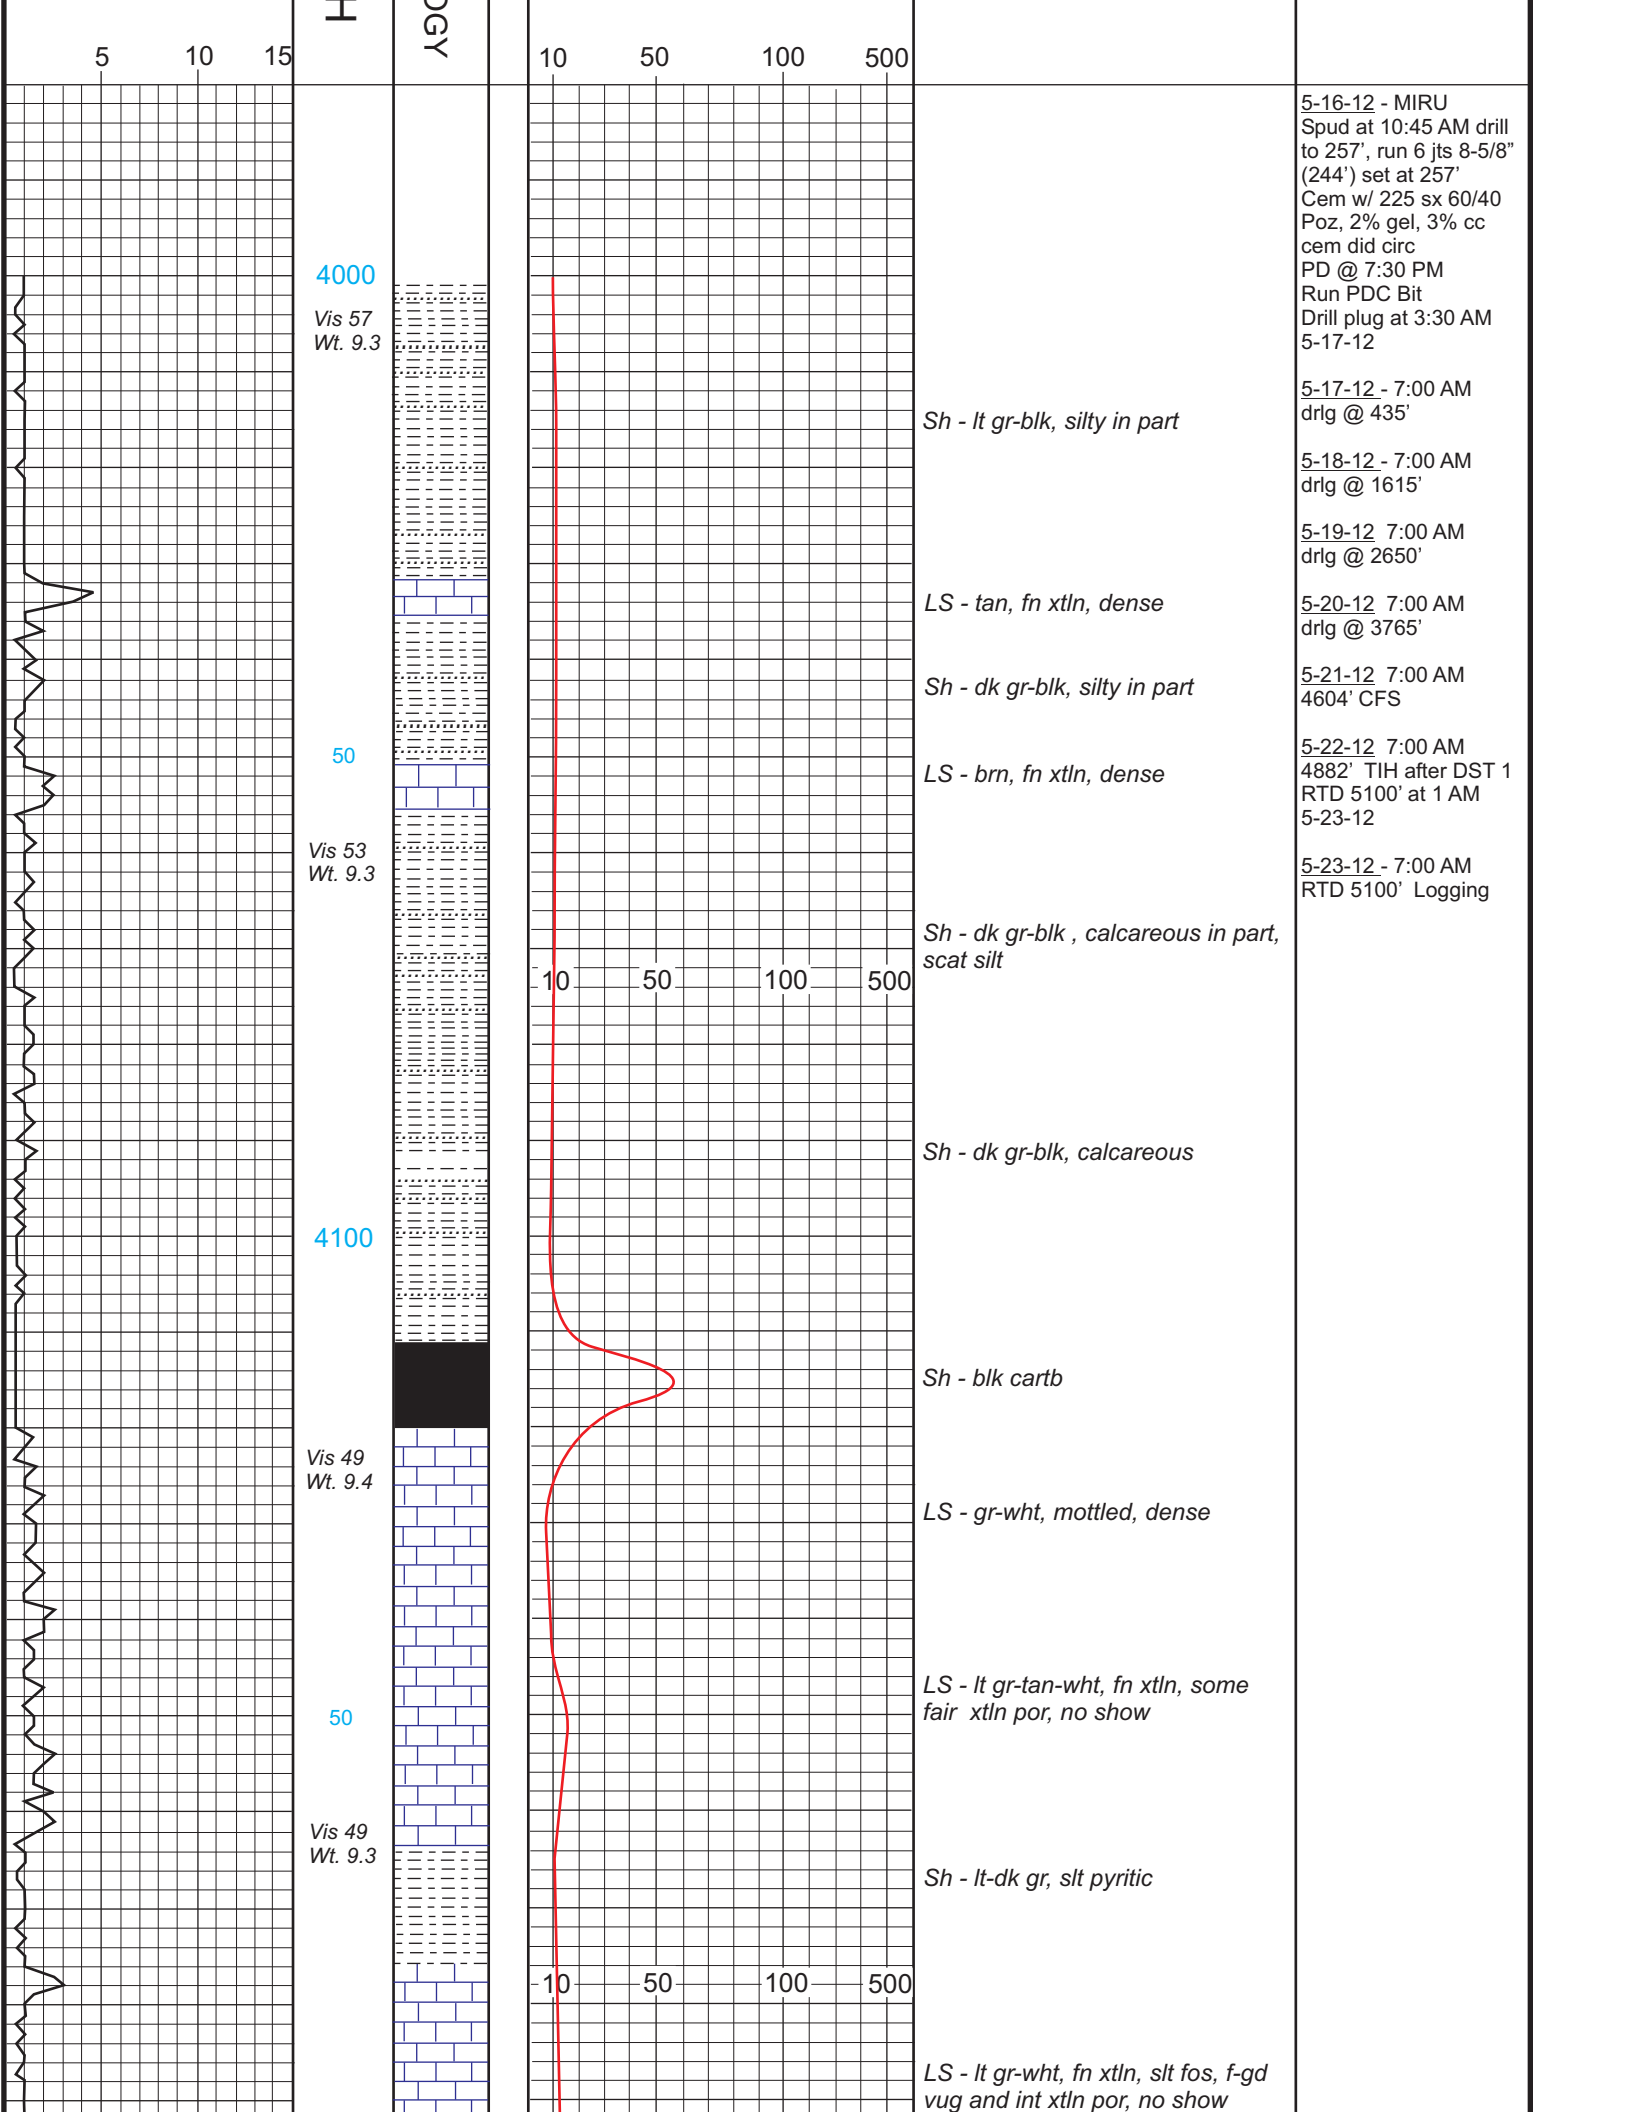 H
OGY
5 10 15
10 50 100 500
4000
Vis 57
Wt. 9.3
50
Vis 53
Wt. 9.3
4100
Vis 49
Wt. 9.4
50
Vis 49
Wt. 9.3
10 50 100 500
10 50 100 500
Sh - lt gr-blk, silty in part
LS - tan, fn xtln, dense
Sh - dk gr-blk, silty in part
LS - brn, fn xtln, dense
Sh - dk gr-blk , calcareous in part,
scat silt
Sh - dk gr-blk, calcareous
Sh - blk cartb
LS - gr-wht, mottled, dense
LS - lt gr-tan-wht, fn xtln, some
fair xtln por, no show
Sh - lt-dk gr, slt pyritic
LS - lt gr-wht, fn xtln, slt fos, f-gd
vug and int xtln por, no show
5-16-12 - MIRU
Spud at 10:45 AM drill
to 257’, run 6 jts 8-5/8”
(244’) set at 257’
Cem w/ 225 sx 60/40
Poz, 2% gel, 3% cc
cem did circ
PD @ 7:30 PM
Run PDC Bit
Drill plug at 3:30 AM
5-17-12
5-17-12 - 7:00 AM
drlg @ 435’
5-18-12 - 7:00 AM
drlg @ 1615’
5-19-12 7:00 AM
drlg @ 2650’
5-20-12 7:00 AM
drlg @ 3765’
5-21-12 7:00 AM
4604’ CFS
5-22-12 7:00 AM
4882’ TIH after DST 1
RTD 5100’ at 1 AM
5-23-12
5-23-12 - 7:00 AM
RTD 5100’ Logging